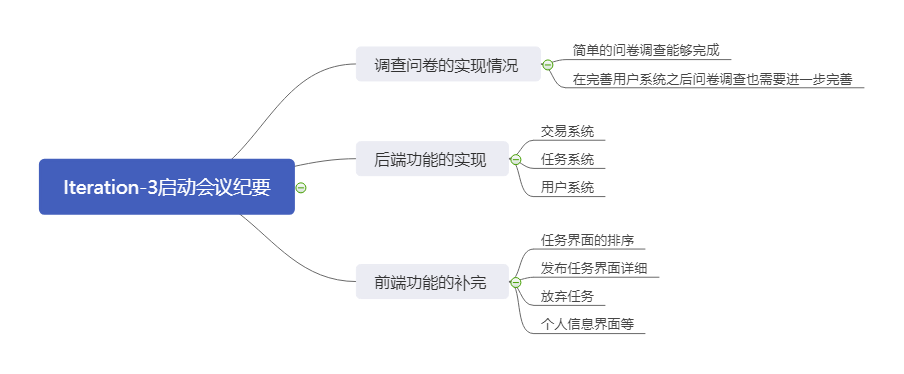 Iteration-3启动会议纪要
调查问卷的实现情况
简单的问卷调查能够完成
在完善用户系统之后问卷调查也需要进一步完善
后端功能的实现
交易系统
任务系统
用户系统
前端功能的补完
任务界面的排序
发布任务界面详细
放弃任务
个人信息界面等